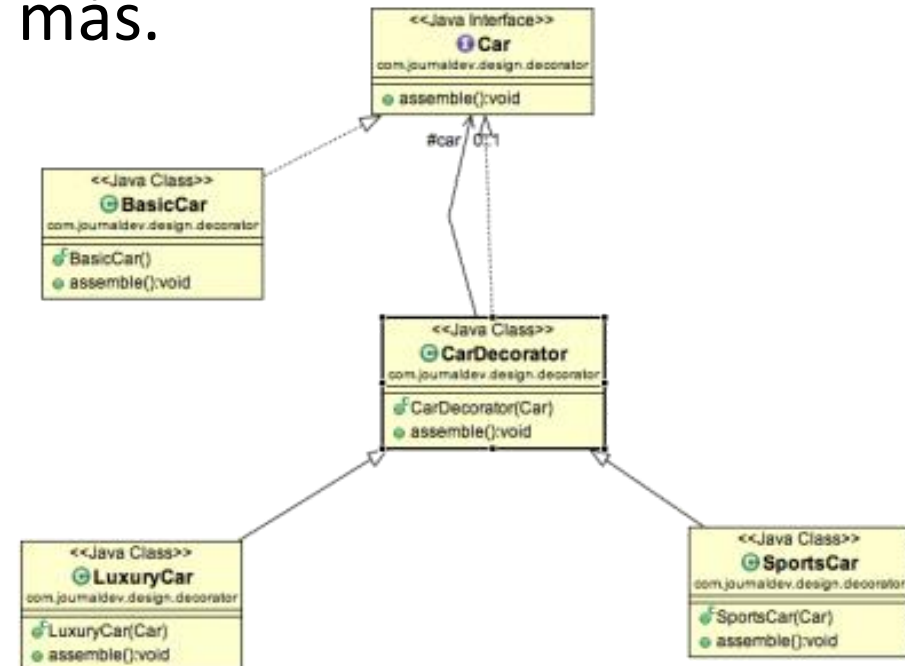 más.
<<Java Interface>>
Car
com.journaldev.design.decorator
assemble():void
#car 0..1
<<Java Class>>
BasicCar
com.journaldev.design.decorator
BasicCar()
assemble():void
<<Java Class>>
CarDecorator
com.journaldev.design.decorator
CarDecorator(Car)
assemble():void
<<Java Class>>
LuxuryCar
com.journaldev.design.decorator
LuxuryCar(Car)
assemble():void
<<Java Class>>
SportsCar
com.journaldev.design.decorator
SportsCar(Car)
assemble():void